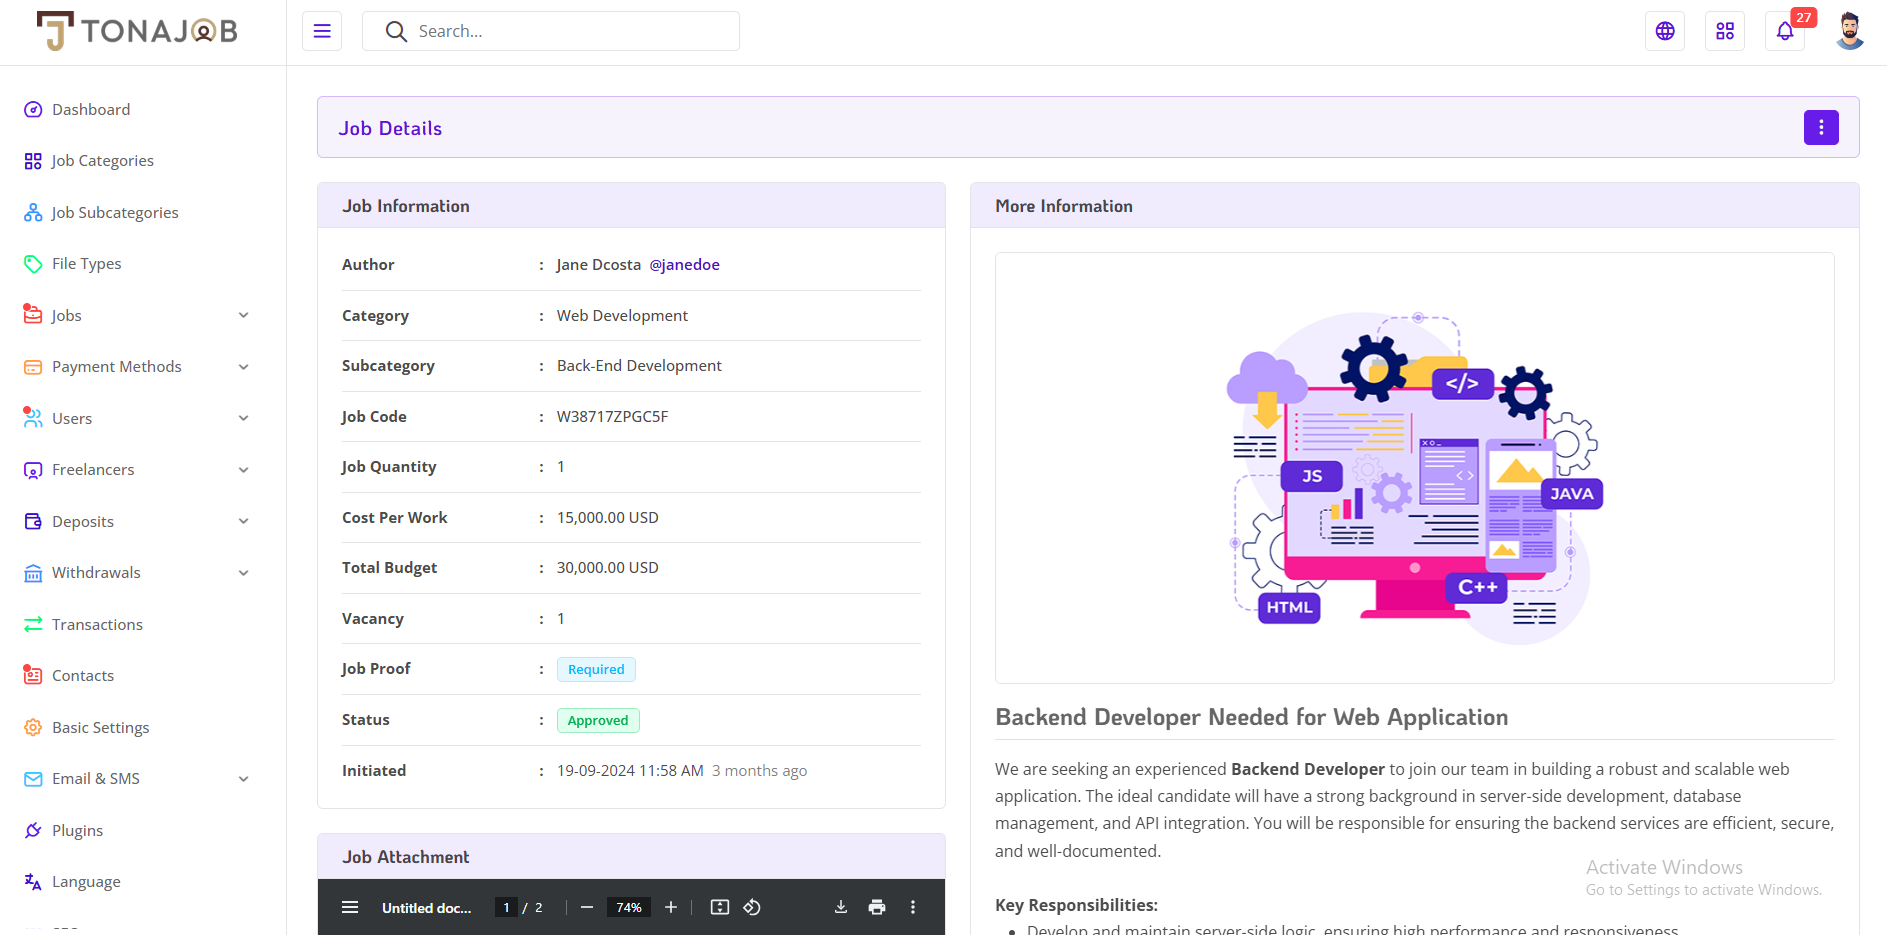 TONAJOB
Search...
27
Dashboard
Job Categories
Job Subcategories
File Types
Jobs
Payment Methods
Users
Freelancers
Deposits
Withdrawals
Transactions
Contacts
Basic Settings
Email & SMS
Plugins
Language
Job Details
Job Information
Author : Jane Dcosta @janedoe
Category : Web Development
Subcategory : Back-End Development
Job Code : W38717ZPGC5F
Job Quantity : 1
Cost Per Work : 15,000.00 USD
Total Budget : 30,000.00 USD
Vacancy : 1
Job Proof : Required
Status : Approved
Initiated : 19-09-2024 11:58 AM 3 months ago
Job Attachment
Untitled doc... 1 / 2 74%
More Information
</>
JS
JAVA
C++
HTML
Backend Developer Needed for Web Application
We are seeking an experienced Backend Developer to join our team in building a robust and scalable web
application. The ideal candidate will have a strong background in server-side development, database
management, and API integration. You will be responsible for ensuring the backend services are efficient, secure,
and well-documented.
Key Responsibilities:
• Develop and maintain server-side logic, ensuring high performance and responsiveness
Activate Windows
Go to Settings to activate Windows.